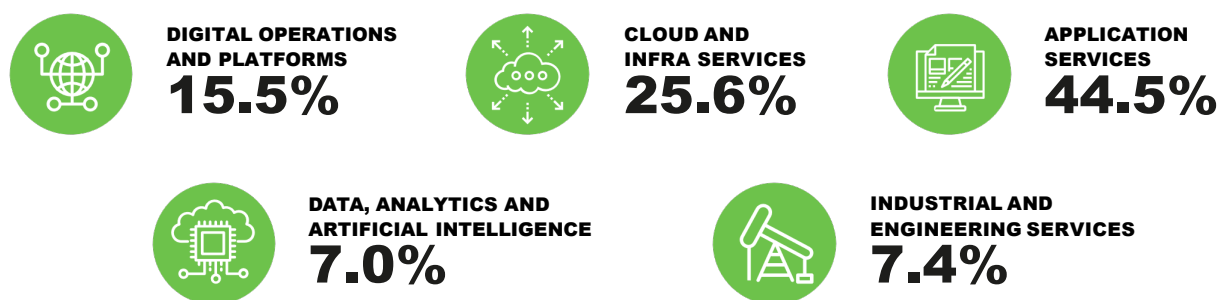 DIGITAL OPERATIONS
AND PLATFORMS
15.5%
CLOUD AND
INFRA SERVICES
25.6%
APPLICATION
SERVICES
44.5%
DATA, ANALYTICS AND
ARTIFICIAL INTELLIGENCE
7.0%
INDUSTRIAL AND
ENGINEERING SERVICES
7.4%